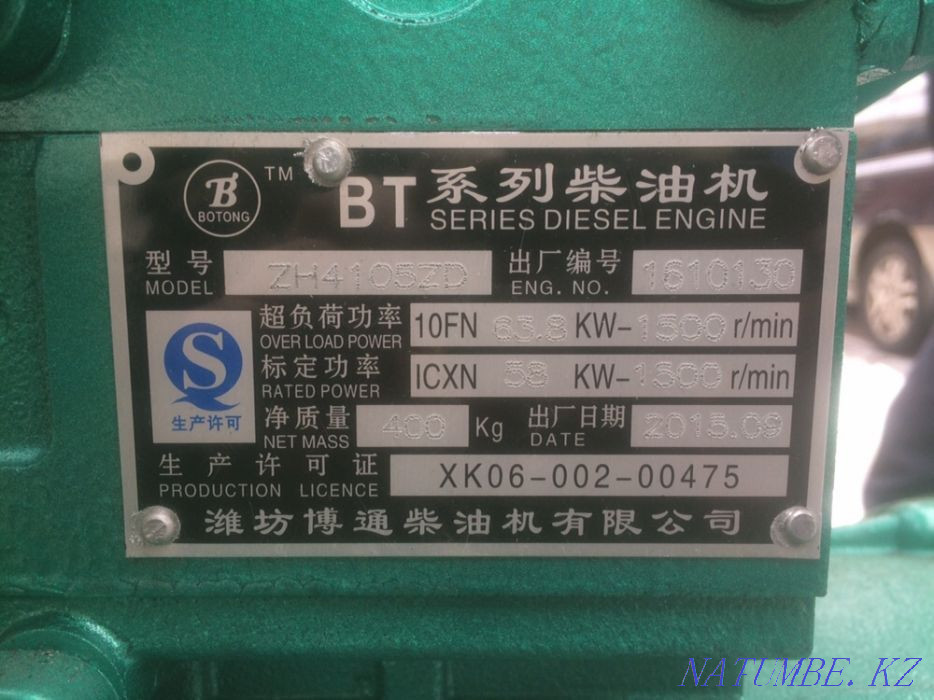 B
BOTONG
TM
BT 系列柴油机
SERIES DIESEL ENGINE
型号 ZH4105ZD 出厂编号 1610130
MODEL ENG. NO.
超负荷功率 10FN 63.8 KW-1500 r/min
OVER LOAD POWER
标定功率 ICXN 58 KW-1500 r/min
RATED POWER
S
生产许可
净质量 400 Kg 出厂日期 2015.09
NET MASS DATE
生产许可证 XK06-002-00475
PRODUCTION LICENCE
潍坊博通柴油机有限公司
NATUMBE.KZ